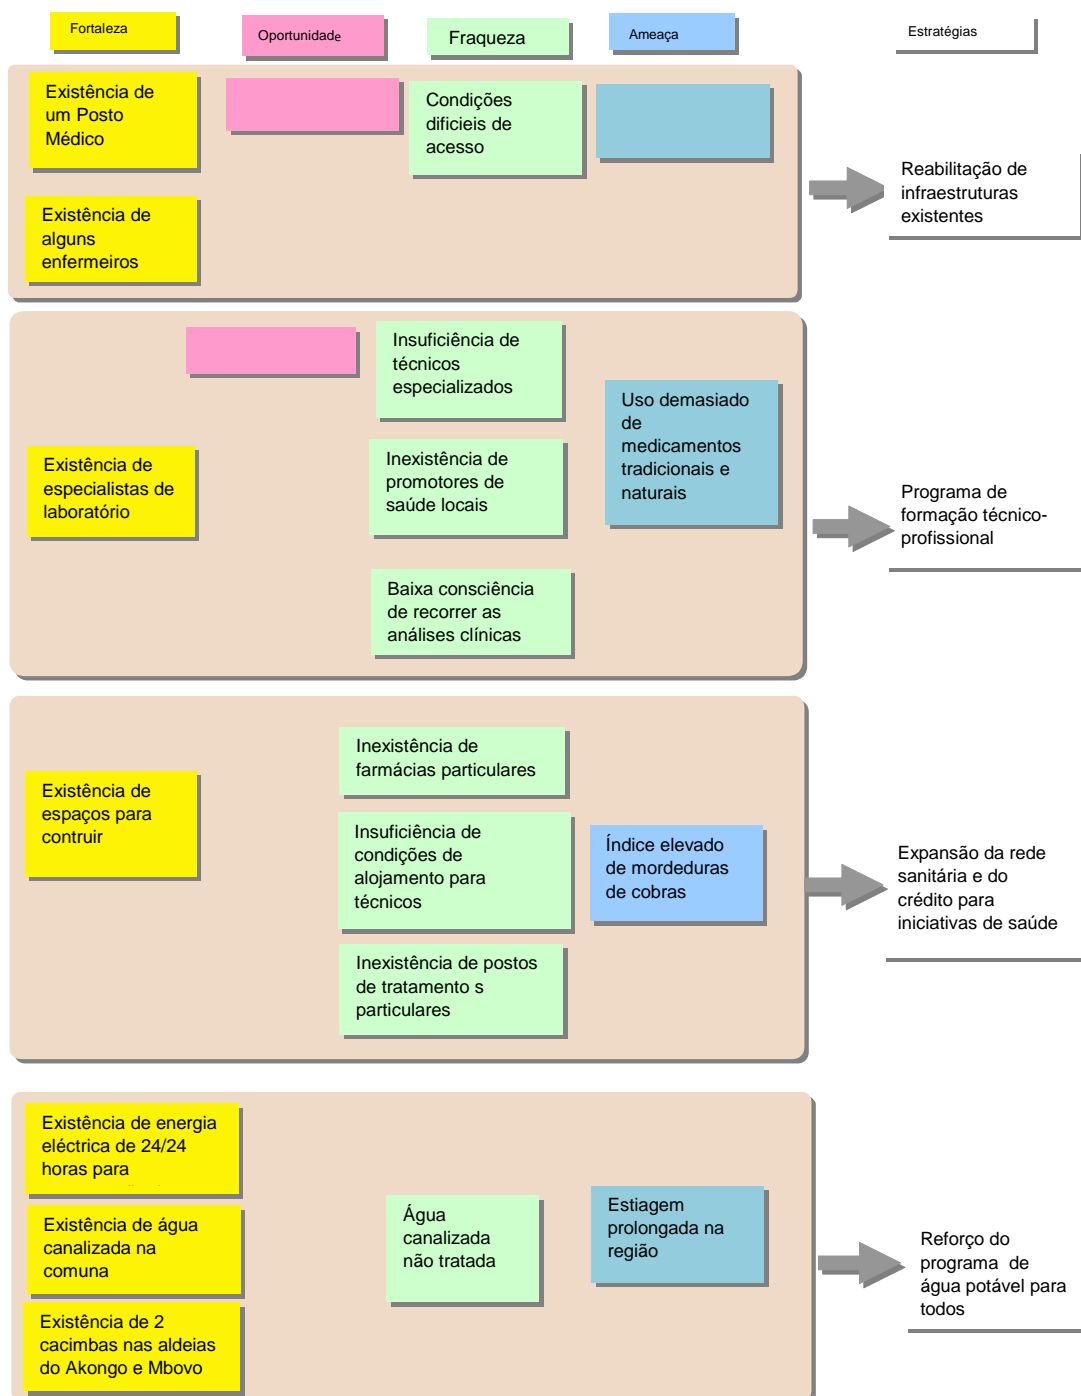 Fortaleza
Oportunidade
Fraqueza
Ameaça
Estratégias
Existência de
um Posto
Médico
Condições
dificieis de
acesso
Existência de
alguns
enfermeiros
Reabilitação de
infraestruturas
existentes
Insuficiência de
técnicos
especializados
Existência de
especialistas de
laboratório
Inexistência de
promotores de
saúde locais
Baixa consciência
de recorrer as
análises clínicas
Uso demasiado
de
medicamentos
tradicionais e
naturais
Programa de
formação técnico-
profissional
Existência de
espaços para
contruir
Inexistência de
farmácias particulares
Insuficiência de
condições de
alojamento para
técnicos
Inexistência de postos
de tratamento s
particulares
Índice elevado
de mordeduras
de cobras
Expansão da rede
sanitária e do
crédito para
iniciativas de saúde
Existência de energia
eléctrica de 24/24
horas para
Existência de água
canalizada na
comuna
Existência de 2
cacimbas nas aldeias
do Akongo e Mbovo
Água
canalizada
não tratada
Estiagem
prolongada na
região
Reforço do
programa  de
água potável para
todos